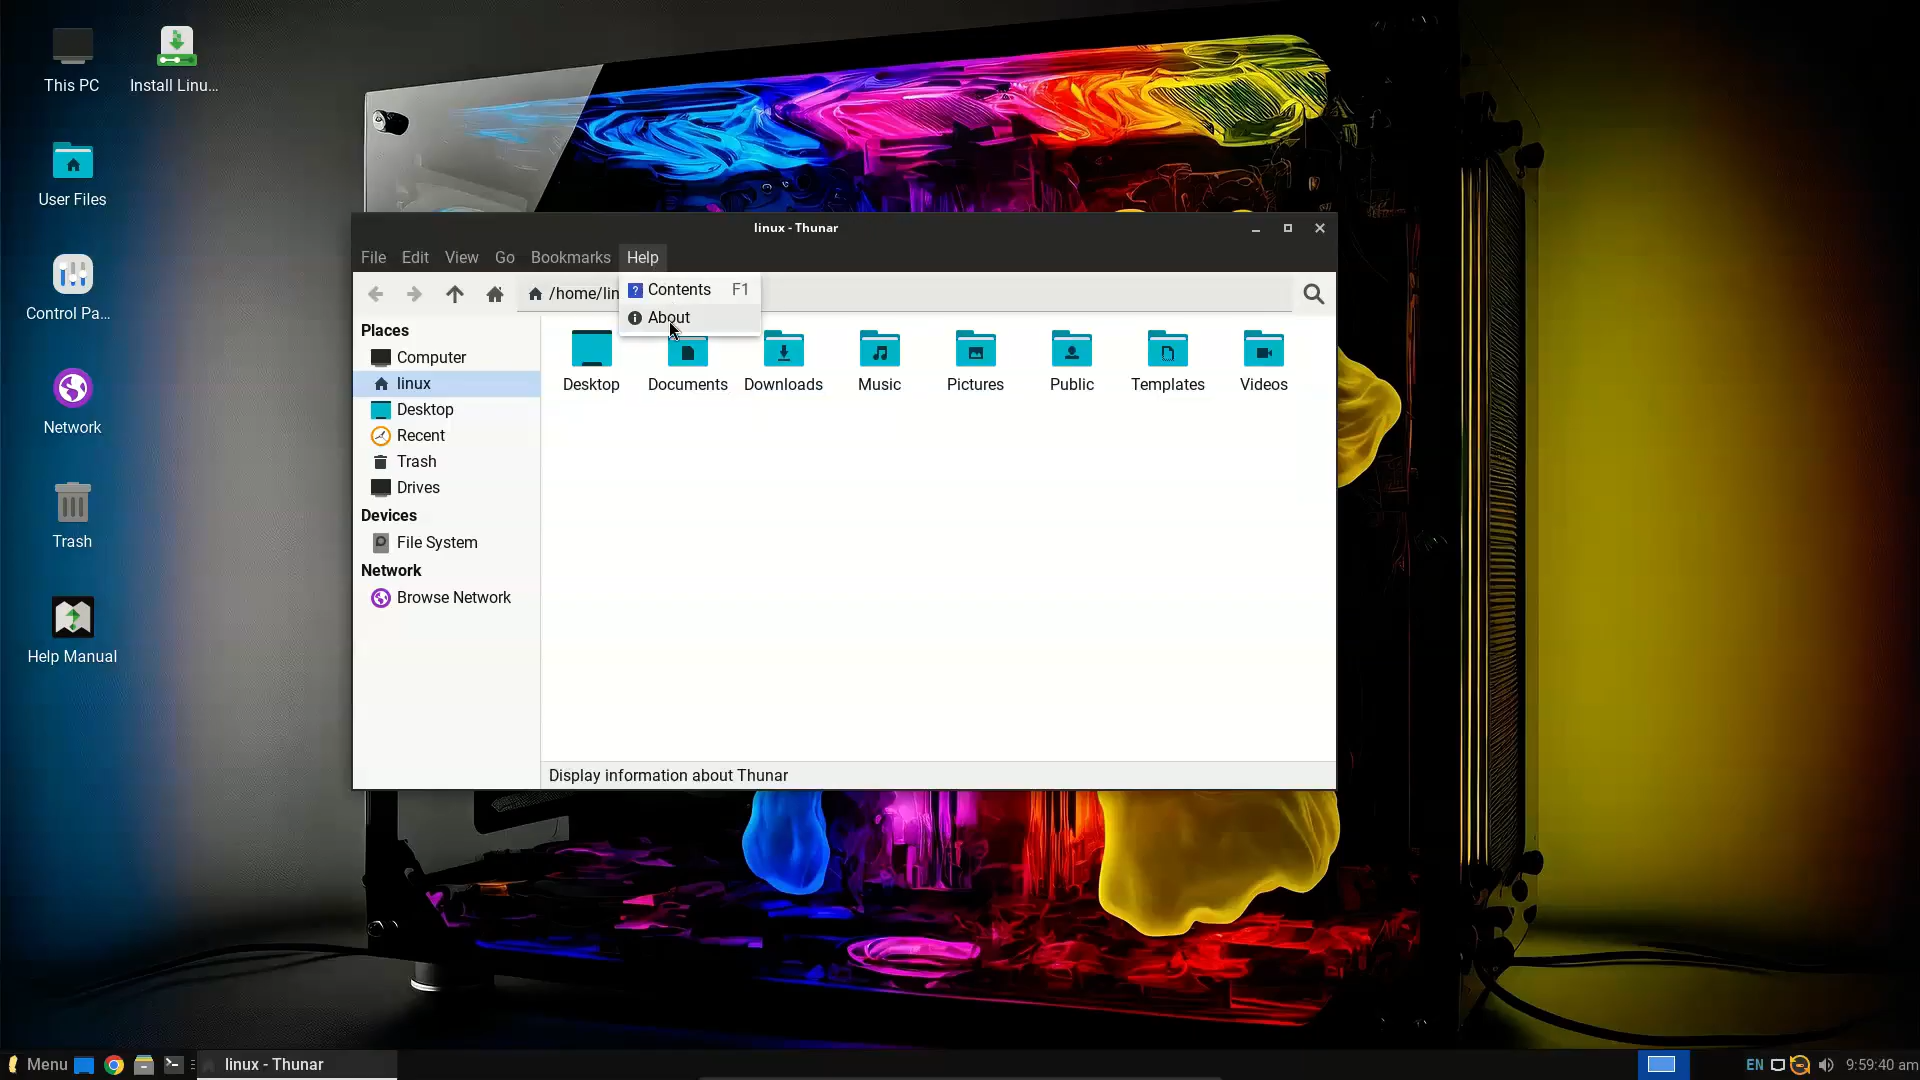 This PC
Install Linu...
User Files
Control Pa...
Network
Trash
Help Manual
linux - Thunar
File Edit View Go Bookmarks Help
/home/lin
Contents F1
About
Places
Computer
linux
Desktop
Recent
Trash
Drives
Devices
File System
Network
Browse Network
Desktop Documents Downloads Music Pictures Public Templates Videos
Display information about Thunar
Menu
linux - Thunar
EN
9:59:40 am